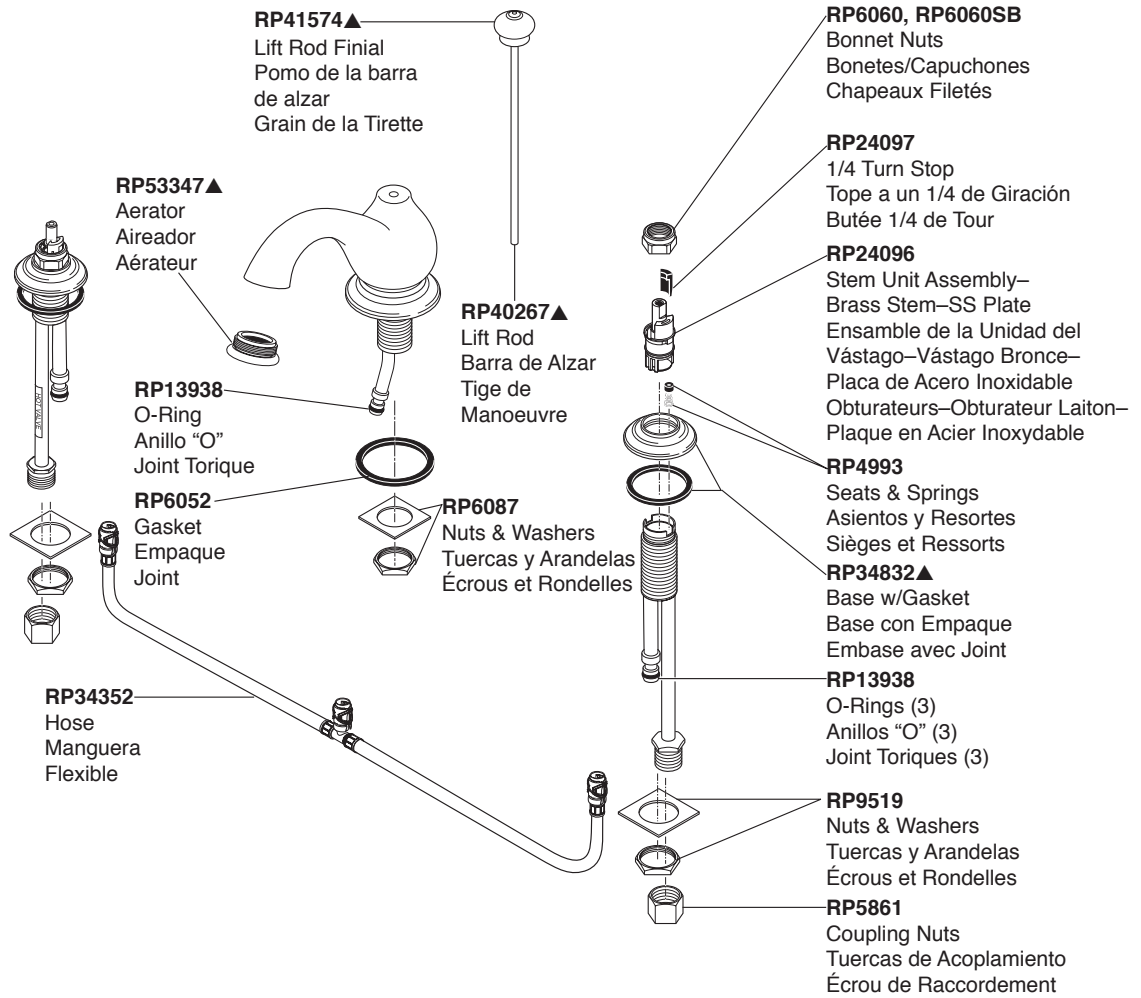 RP41574▲
Lift Rod Finial
Pomo de la barra
de alzar
Grain de la Tirette
RP53347▲
Aerator
Aireador
Aérateur
HOT VALVE
RP13938
O-Ring
Anillo “O”
Joint Torique
RP6052
Gasket
Empaque
Joint
RP34352
Hose
Manguera
Flexible
RP40267▲
Lift Rod
Barra de Alzar
Tige de
Manoeuvre
RP6087
Nuts & Washers
Tuercas y Arandelas
Écrous et Rondelles
RP6060, RP6060SB
Bonnet Nuts
Bonetes/Capuchones
Chapeaux Filetés
RP24097
1/4 Turn Stop
Tope a un 1/4 de Giración
Butée 1/4 de Tour
RP24096
Stem Unit Assembly–
Brass Stem–SS Plate
Ensamble de la Unidad del
Vástago–Vástago Bronce–
Placa de Acero Inoxidable
Obturateurs–Obturateur Laiton–
Plaque en Acier Inoxydable
RP4993
Seats & Springs
Asientos y Resortes
Sièges et Ressorts
RP34832▲
Base w/Gasket
Base con Empaque
Embase avec Joint
RP13938
O-Rings (3)
Anillos “O” (3)
Joint Toriques (3)
RP9519
Nuts & Washers
Tuercas y Arandelas
Écrous et Rondelles
RP5861
Coupling Nuts
Tuercas de Acoplamiento
Écrou de Raccordement